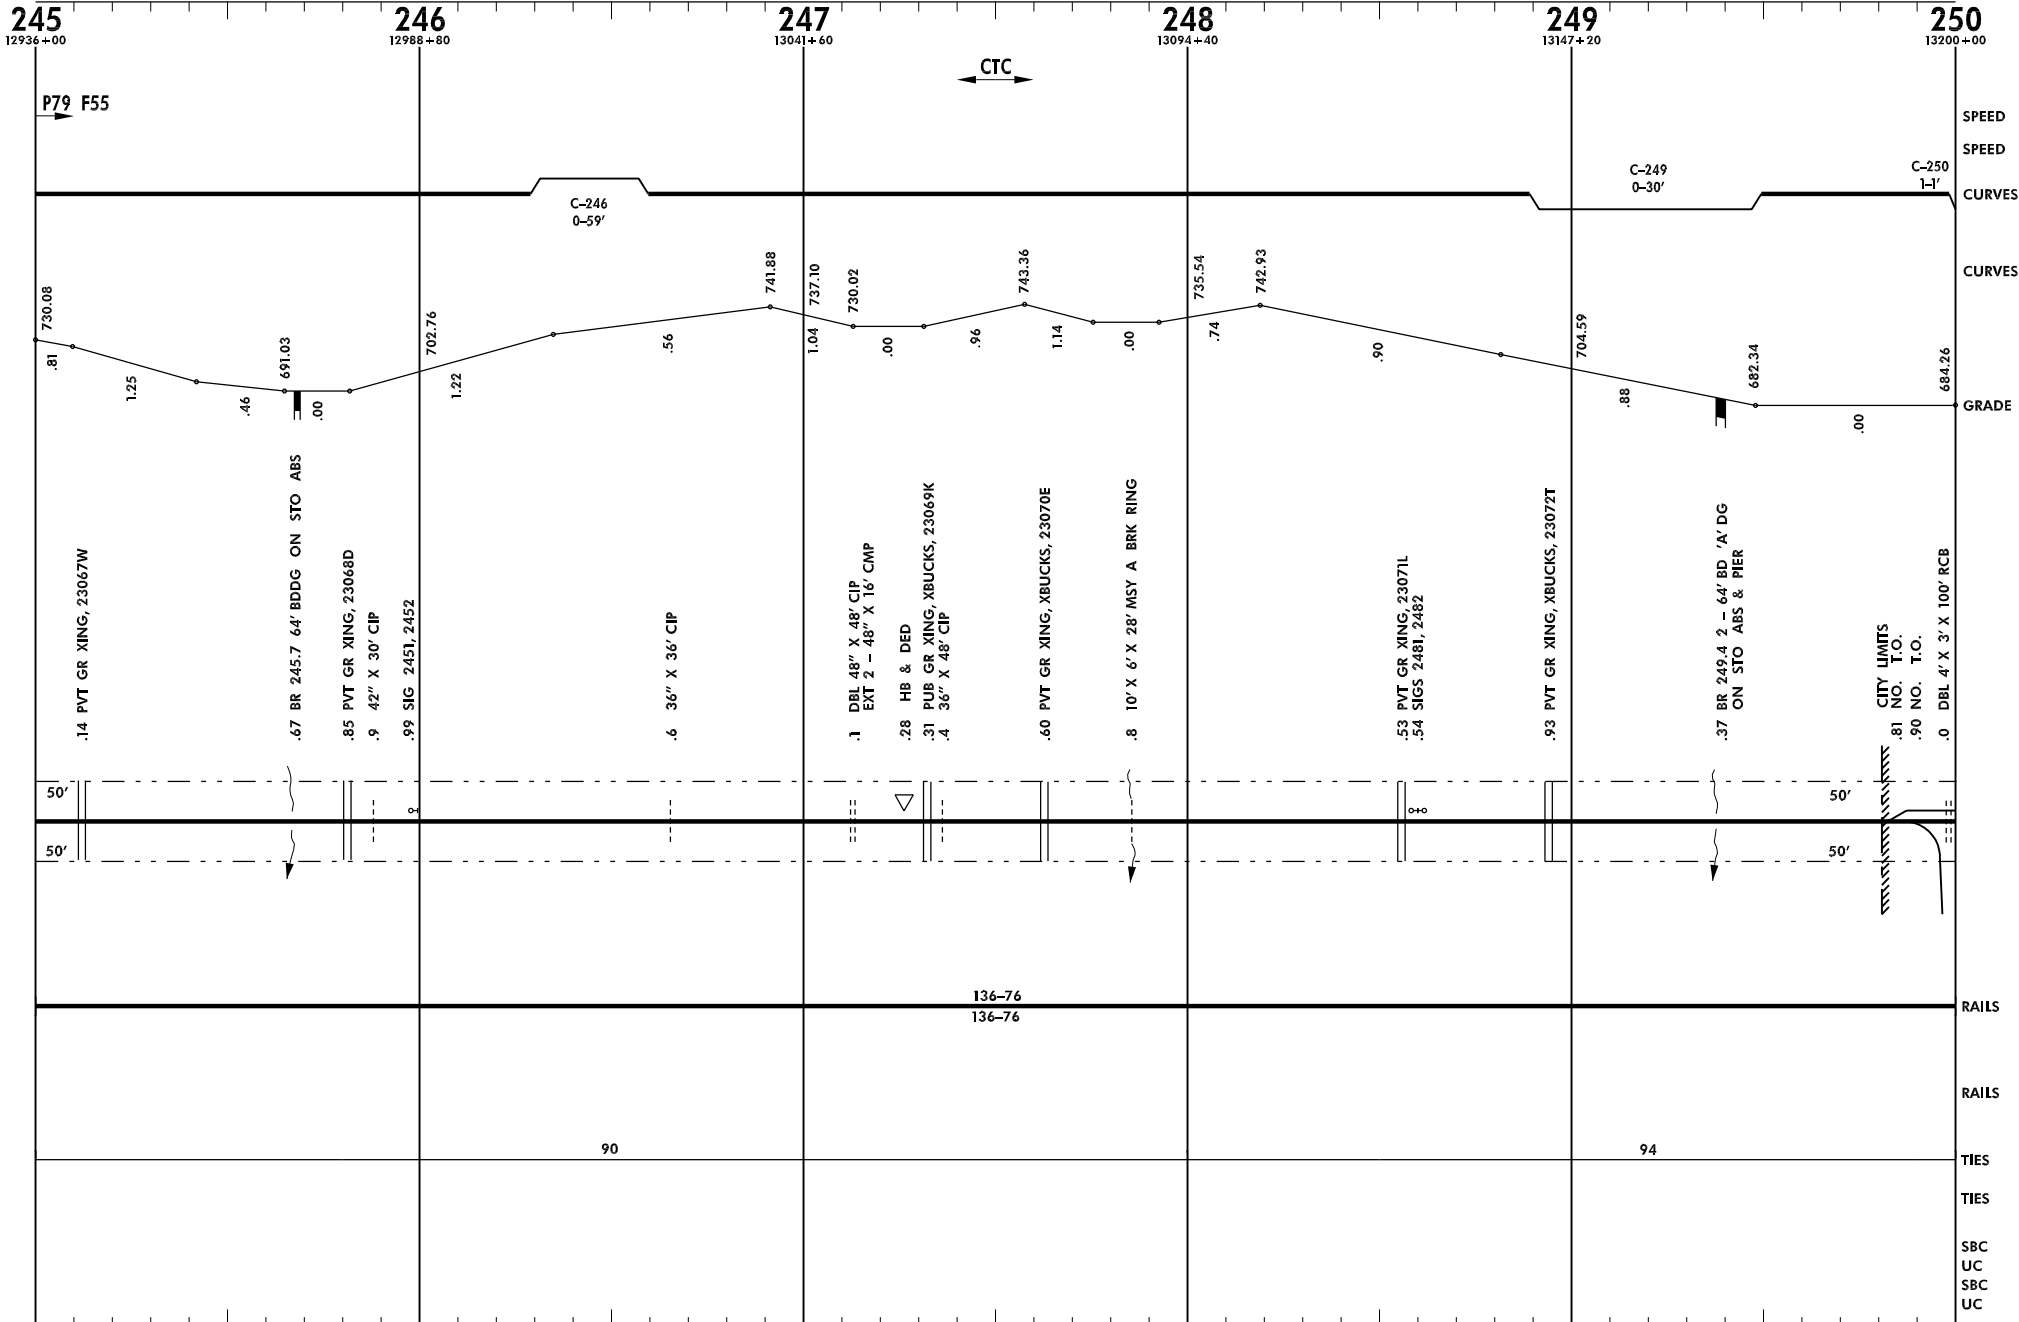 245 246 247 248 249 250
12936+00 12988+80 13041+60 13094+40 13147+20 13200+00
CTC
P79 F55
SPEED
SPEED
C-246
0-59'
C-249
0-30'
C-250
1-1'
CURVES
CURVES
730.08
691.03
702.76
741.88
737.10
730.02
743.36
735.54
742.93
704.59
682.34
684.26
.81
1.25
.46
.00
1.22
.56
1.04
.00
.96
1.14
.00
.74
.90
.88
.00
GRADE
.14 PVT GR XING, 23067W
.67 BR 245.7 64' BDDG ON STO ABS
.85 PVT GR XING, 23068D
.9 42" X 30' CIP
.99 SIG 2451, 2452
.6 36" X 36' CIP
.1 DBL 48" X 48' CIP
EXT 2 – 48" X 16' CMP
.28 HB & DED
.31 PUB GR XING, XBUCKS, 23069K
.4 36" X 48' CIP
.60 PVT GR XING, XBUCKS, 23070E
.8 10' X 6' X 28' MSY A BRK RING
.53 PVT GR XING, 23071L
.54 SIGS 2481, 2482
.93 PVT GR XING, XBUCKS, 23072T
.37 BR 249.4 2 – 64' BD 'A' DG
ON STO ABS & PIER
CITY LIMITS
.81 NO. T.O.
.90 NO. T.O.
.0 DBL 4' X 3' X 100' RCB
50'
50'
50'
50'
136-76
136-76
RAILS
RAILS
90
94
TIES
TIES
SBC
UC
SBC
UC